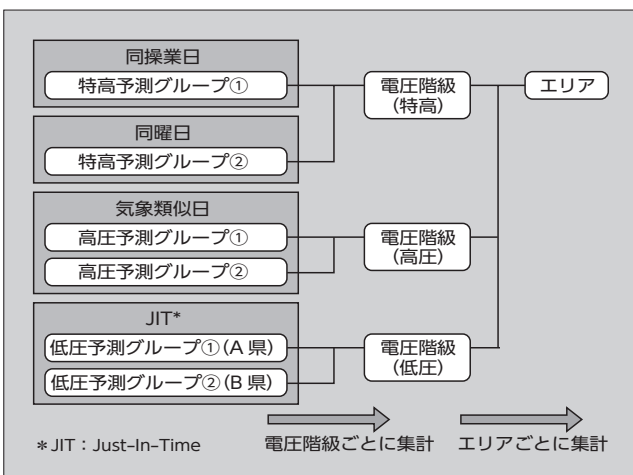 同操業日
特高予測グループ①
同曜日
特高予測グループ②
気象類似日
高圧予測グループ①
高圧予測グループ②
JIT*
低圧予測グループ①(A 県)
低圧予測グループ②(B 県)
電圧階級
(特高)
電圧階級
(高圧)
電圧階級
(低圧)
エリア
*JIT:Just-In-Time
電圧階級ごとに集計
エリアごとに集計